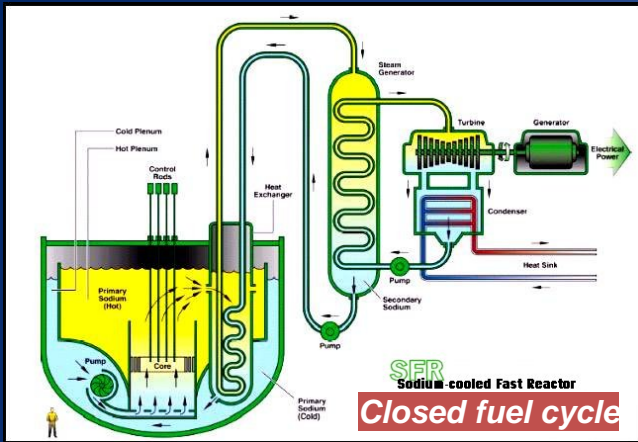 Steam
Generator
Turbine
Generator
Electrical
Power
Cold Plenum
Hot Plenum
Control
Rods
Heat
Exchanger
Condenser
Heat Sink
Pump
Primary
Sodium
(Hot)
Secondary
Sodium
Pump
Pump
Core
Primary
Sodium
(Cold)
SFR
Sodium-cooled Fast Reactor
Closed fuel cycle